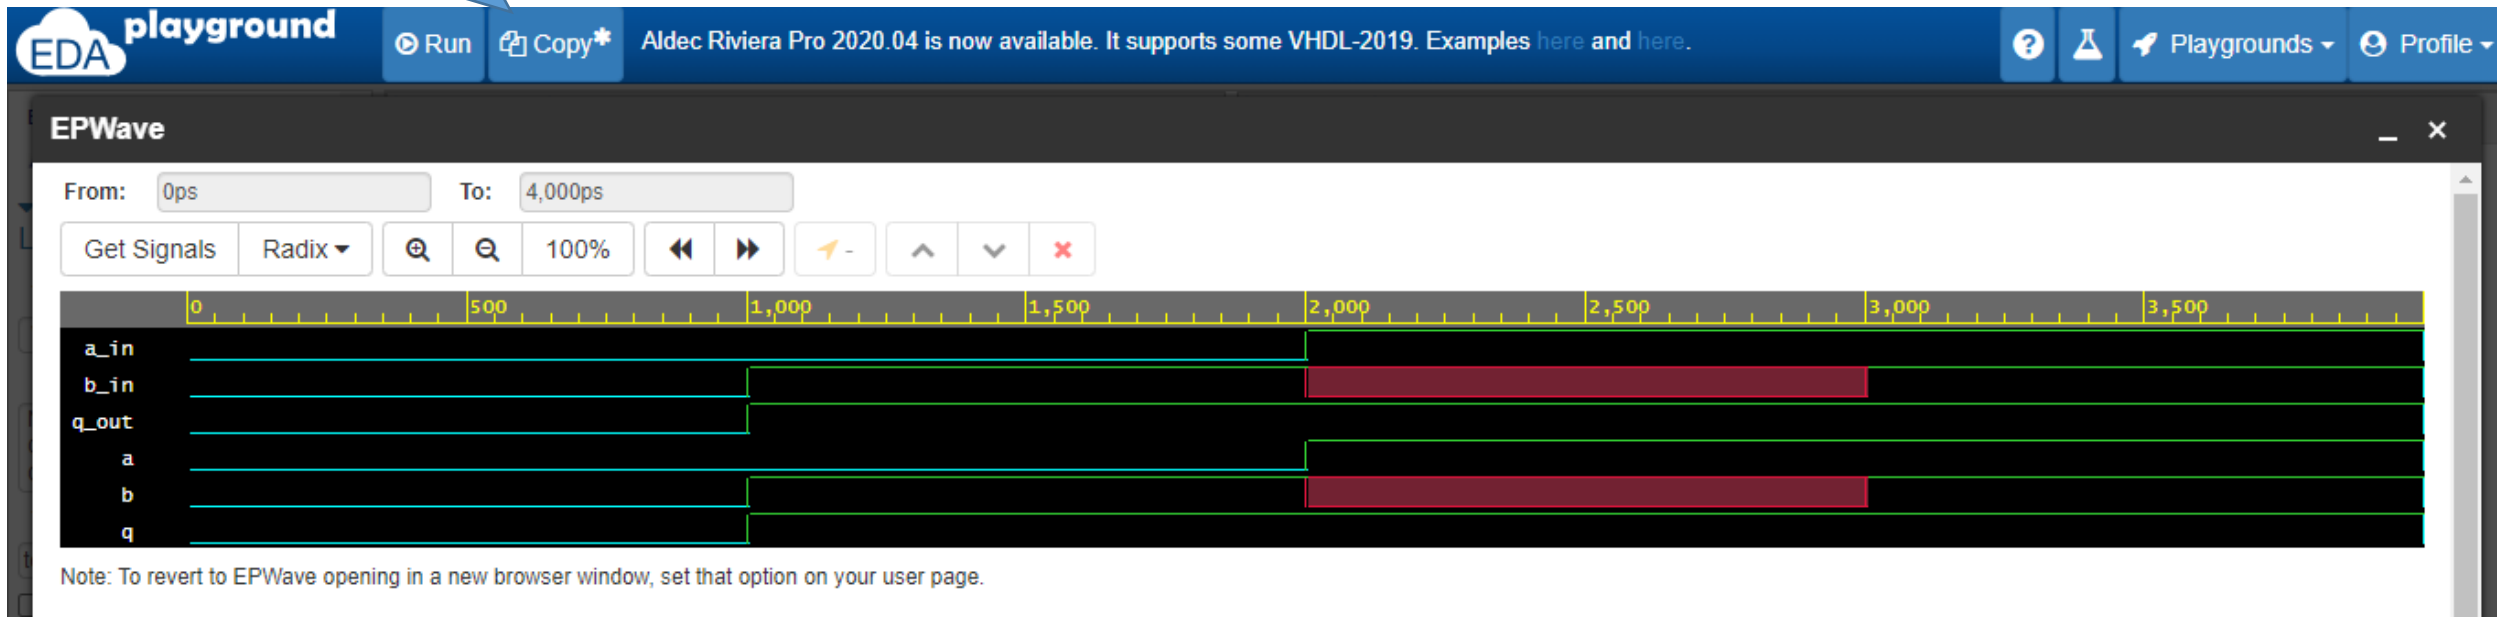 EDA playground Run Copy* Aldec Riviera Pro 2020.04 is now available. It supports some VHDL-2019. Examples here and here. ? Playgrounds Profile
EPWave
From: 0ps To: 4,000ps
Get Signals Radix 100% -
0 500 1,000 1,500 2,000 2,500 3,000 3,500
a_in
b_in
q_out
a
b
q
Note: To revert to EPWave opening in a new browser window, set that option on your user page.